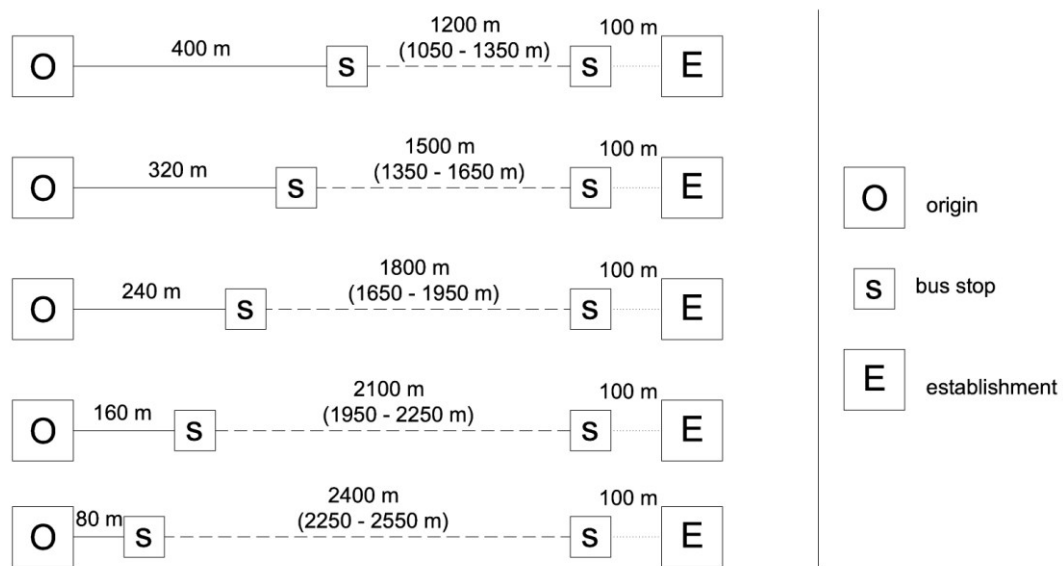 1200 m
100 m
400 m
(1050 - 1350 m)
O
S
S
E
1500 m
100 m
320 m
(1350 - 1650 m)
O
S
S
E
1800 m
100 m
240 m
(1650 - 1950 m)
O
S
S
E
2100 m
100 m
160 m
(1950 - 2250 m)
O
S
S
E
2400 m
100 m
80 m
(2250 - 2550 m)
O
S
S
E
O
origin
S
bus stop
E
establishment